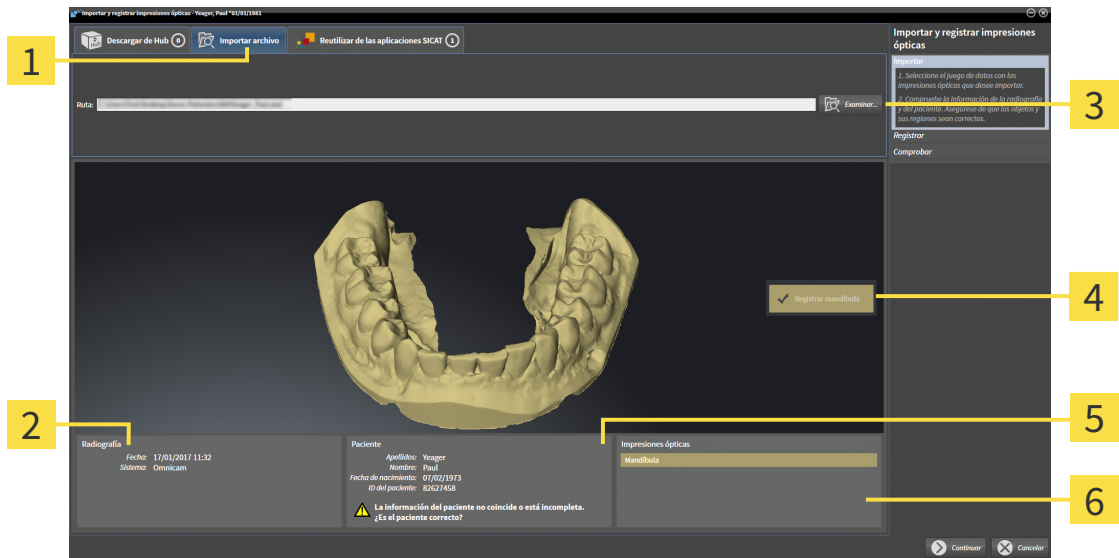 Importar y registrar impresiones ópticas - Yeager, Paul *01/01/1981
Descargar de Hub 0
Importar archivo
Reutilizar de las aplicaciones SICAT 1
Ruta:
Examinar...
Importar y registrar impresiones
ópticas
Importar
1. Seleccione el juego de datos con las
impresiones ópticas que desee importar.
2. Compruebe la información de la radiografía
y del paciente. Asegúrese de que los objetos y
sus regiones sean correctos.
Registrar
Comprobar
Registrar mandíbula
Radiografía
Fecha: 17/01/2017 11:32
Sistema: Omnicam
Paciente
Apellidos: Yeager
Nombre: Paul
Fecha de nacimiento: 07/02/1973
ID del paciente: 82627458
La información del paciente no coincide o está incompleta.
¿Es el paciente correcto?
Impresiones ópticas
Mandíbula
Continuar
Cancelar
1
2
3
4
5
6